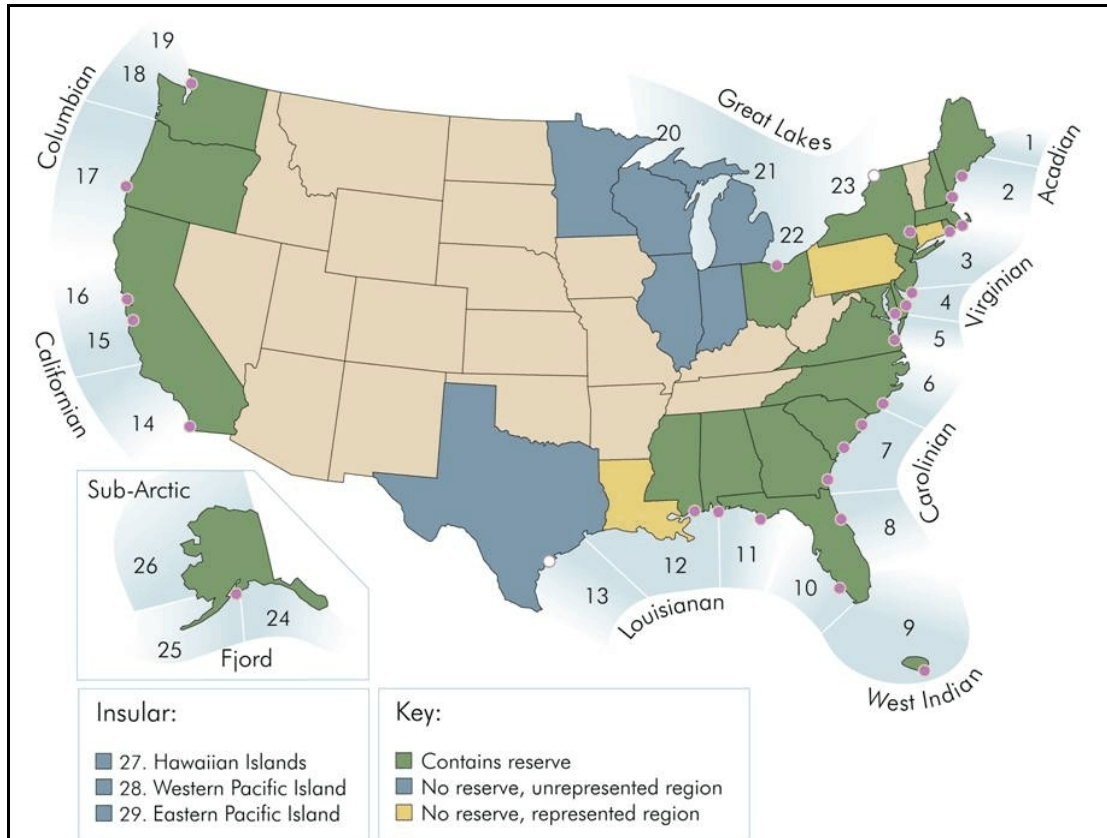 19
18
Columbian
17
16
15
Californian
14
20
Great Lakes
21
22
23
1
Acadian
2
3
Virginian
4
5
6
Carolinian
7
8
9
West Indian
10
11
12
Louisianan
13
Sub-Arctic
26
25
24
Fjord
Insular:
27. Hawaiian Islands
28. Western Pacific Island
29. Eastern Pacific Island
Key:
Contains reserve
No reserve, unrepresented region
No reserve, represented region